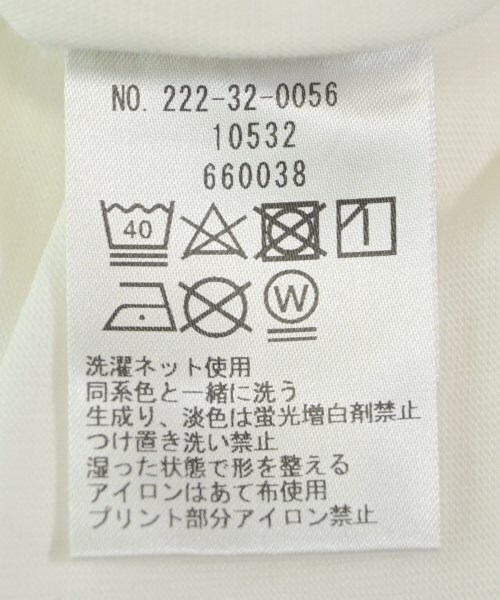 NO. 222-32-0056
10532
660038
40
W
洗濯ネット使用
同系色と一緒に洗う
生成り、淡色は蛍光増白剤禁止
つけ置き洗い禁止
湿った状態で形を整える
アイロンはあて布使用
プリント部分アイロン禁止